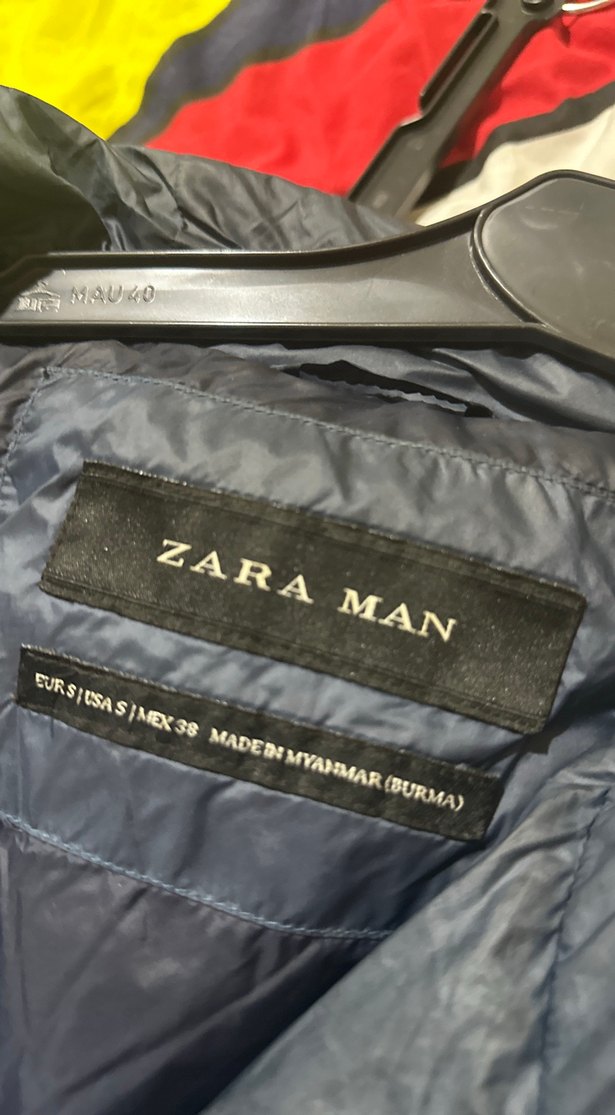 MAU 40
ZARA MAN
EUR S | USA S | MEX 38 MADE IN MYANMAR (BURMA)